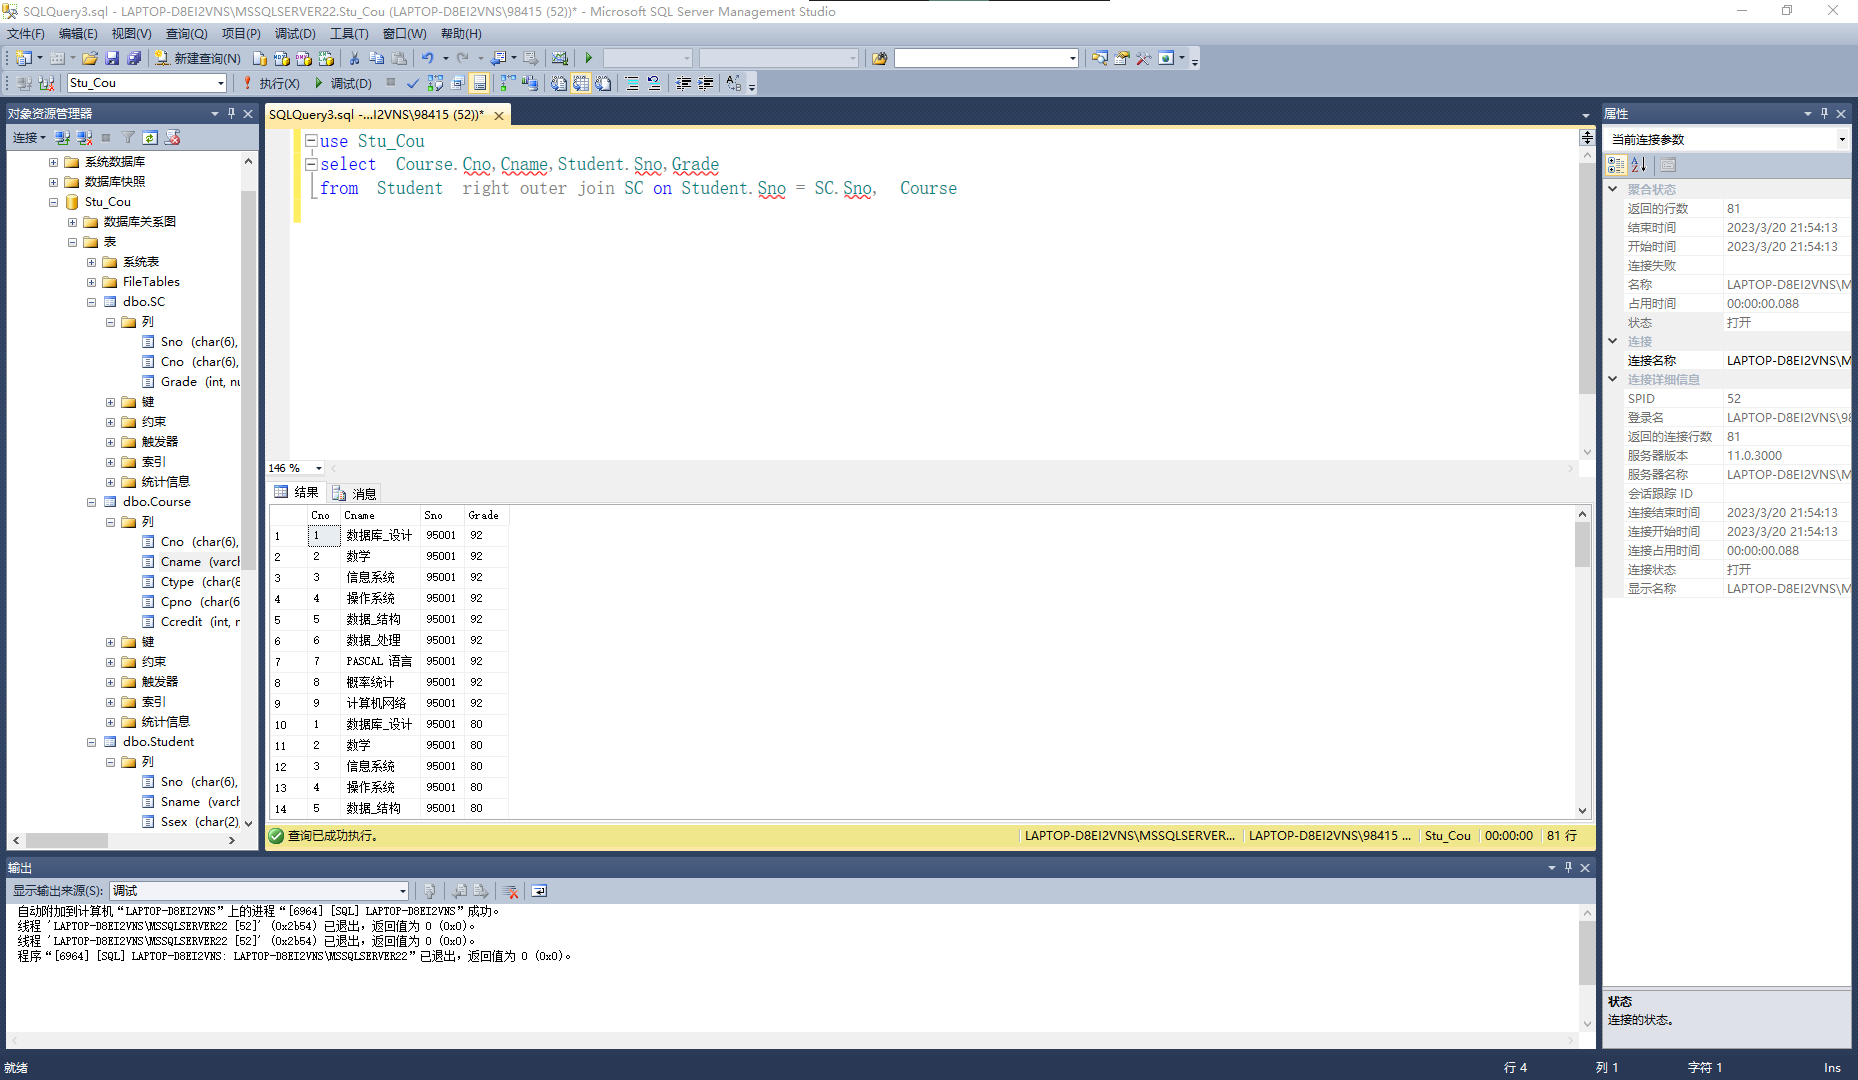 SQLQuery3.sql - LAPTOP-D8EI2VNS\MSSQLSERVER22.Stu_Cou (LAPTOP-D8EI2VNS\98415 (52))* - Microsoft SQL Server Management Studio
文件(F) 编辑(E) 视图(V) 查询(Q) 项目(P) 调试(D) 工具(T) 窗口(W) 帮助(H)
新建查询(N)
Stu_Cou 执行(X) 调试(D)
对象资源管理器
连接
系统数据库
数据库快照
Stu_Cou
数据库关系图
表
系统表
FileTables
dbo.SC
列
Sno (char(6),
Cno (char(6),
Grade (int, nu
键
约束
触发器
索引
统计信息
dbo.Course
列
Cno (char(6),
Cname (varch
Ctype (char(8
Cpno (char(6
Ccredit (int, n
键
约束
触发器
索引
统计信息
dbo.Student
列
Sno (char(6),
Sname (varch
Ssex (char(2),
SQLQuery3.sql -...I2VNS\98415 (52))*
use Stu_Cou
select  Course.Cno,Cname,Student.Sno,Grade
from  Student  right outer join SC on Student.Sno = SC.Sno,  Course
146 %
结果 消息
Cno Cname Sno Grade
1 1 数据库_设计 95001 92
2 2 数学 95001 92
3 3 信息系统 95001 92
4 4 操作系统 95001 92
5 5 数据_结构 95001 92
6 6 数据_处理 95001 92
7 7 PASCAL 语言 95001 92
8 8 概率统计 95001 92
9 9 计算机网络 95001 92
10 1 数据库_设计 95001 80
11 2 数学 95001 80
12 3 信息系统 95001 80
13 4 操作系统 95001 80
14 5 数据_结构 95001 80
查询已成功执行。 LAPTOP-D8EI2VNS\MSSQLSERVER... LAPTOP-D8EI2VNS\98415 ... Stu_Cou 00:00:00 81 行
属性
当前连接参数
聚合状态
返回的行数 81
结束时间 2023/3/20 21:54:13
开始时间 2023/3/20 21:54:13
连接失败
名称 LAPTOP-D8EI2VNS\M
占用时间 00:00:00.088
状态 打开
连接
连接名称 LAPTOP-D8EI2VNS\M
连接详细信息
SPID 52
登录名 LAPTOP-D8EI2VNS\98
返回的连接行数 81
服务器版本 11.0.3000
服务器名称 LAPTOP-D8EI2VNS\M
会话跟踪 ID
连接结束时间 2023/3/20 21:54:13
连接开始时间 2023/3/20 21:54:13
连接占用时间 00:00:00.088
连接状态 打开
显示名称 LAPTOP-D8EI2VNS\M
状态
连接的状态。
输出
显示输出来源(S): 调试
自动附加到计算机“LAPTOP-D8EI2VNS”上的进程“[6964] [SQL] LAPTOP-D8EI2VNS”成功。
线程 'LAPTOP-D8EI2VNS\MSSQLSERVER22 [52]' (0x2b54) 已退出，返回值为 0 (0x0)。
线程 'LAPTOP-D8EI2VNS\MSSQLSERVER22 [52]' (0x2b54) 已退出，返回值为 0 (0x0)。
程序“[6964] [SQL] LAPTOP-D8EI2VNS: LAPTOP-D8EI2VNS\MSSQLSERVER22”已退出，返回值为 0 (0x0)。
就绪 行 4 列 1 字符 1 Ins